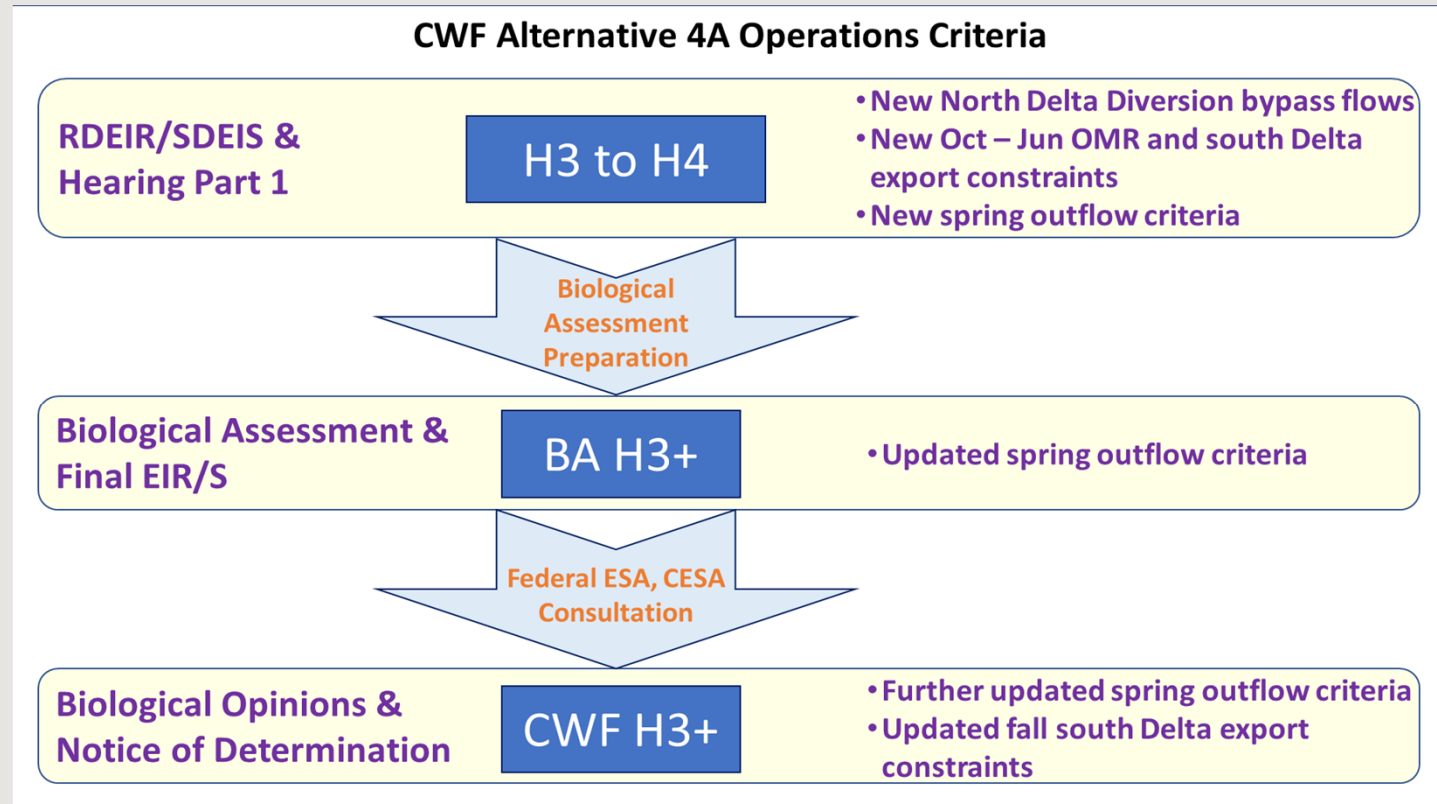 CWF Alternative 4A Operations Criteria
RDEIR/SDEIS &
Hearing Part 1
H3 to H4
•New North Delta Diversion bypass flows
•New Oct – Jun OMR and south Delta
export constraints
•New spring outflow criteria
Biological
Assessment
Preparation
Biological Assessment &
Final EIR/S
BA H3+
•Updated spring outflow criteria
Federal ESA, CESA
Consultation
Biological Opinions &
Notice of Determination
CWF H3+
•Further updated spring outflow criteria
•Updated fall south Delta export
constraints